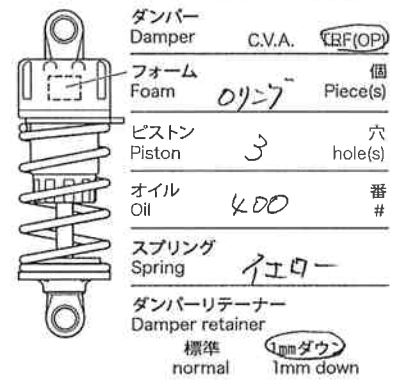 ダンパー
Damper C.V.A. TRF(OP)
フォーム 個
Foam Oリング Piece(s)
ピストン 穴
Piston 3 hole(s)
オイル 番
Oil 400 #
スプリング
Spring イエロー
ダンパーリテーナー
Damper retainer
標準 1mmダウン
normal 1mm down